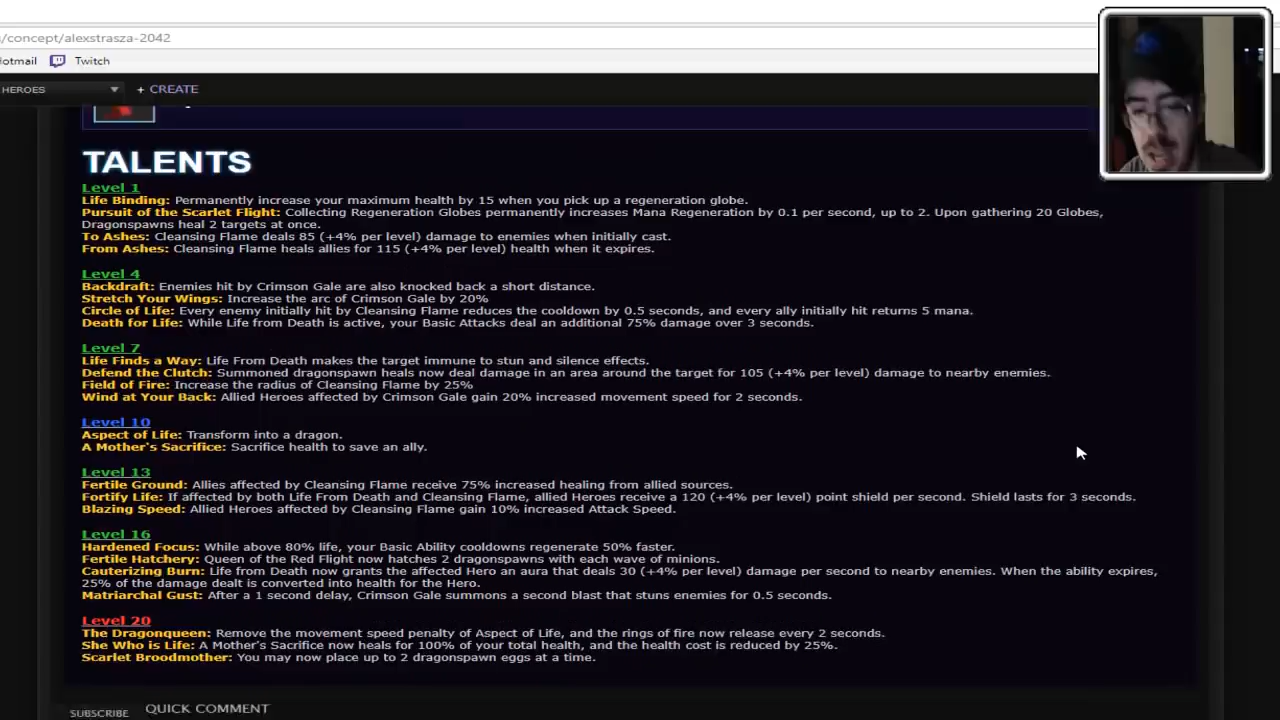 /concept/alexstrasza-2042
Hotmail Twitch
HEROES + CREATE
TALENTS
Level 1
Life Binding: Permanently increase your maximum health by 15 when you pick up a regeneration globe.
Pursuit of the Scarlet Flight: Collecting Regeneration Globes permanently increases Mana Regeneration by 0.1 per second, up to 2. Upon gathering 20 Globes,
Dragonspawns heal 2 targets at once.
To Ashes: Cleansing Flame deals 85 (+4% per level) damage to enemies when initially cast.
From Ashes: Cleansing Flame heals allies for 115 (+4% per level) health when it expires.
Level 4
Backdraft: Enemies hit by Crimson Gale are also knocked back a short distance.
Stretch Your Wings: Increase the arc of Crimson Gale by 20%
Circle of Life: Every enemy initially hit by Cleansing Flame reduces the cooldown by 0.5 seconds, and every ally initially hit returns 5 mana.
Death for Life: While Life from Death is active, your Basic Attacks deal an additional 75% damage over 3 seconds.
Level 7
Life Finds a Way: Life From Death makes the target immune to stun and silence effects.
Defend the Clutch: Summoned dragonspawn heals now deal damage in an area around the target for 105 (+4% per level) damage to nearby enemies.
Field of Fire: Increase the radius of Cleansing Flame by 25%
Wind at Your Back: Allied Heroes affected by Crimson Gale gain 20% increased movement speed for 2 seconds.
Level 10
Aspect of Life: Transform into a dragon.
A Mother's Sacrifice: Sacrifice health to save an ally.
Level 13
Fertile Ground: Allies affected by Cleansing Flame receive 75% increased healing from allied sources.
Fortify Life: If affected by both Life From Death and Cleansing Flame, allied Heroes receive a 120 (+4% per level) point shield per second. Shield lasts for 3 seconds.
Blazing Speed: Allied Heroes affected by Cleansing Flame gain 10% increased Attack Speed.
Level 16
Hardened Focus: While above 80% life, your Basic Ability cooldowns regenerate 50% faster.
Fertile Hatchery: Queen of the Red Flight now hatches 2 dragonspawns with each wave of minions.
Cauterizing Burn: Life from Death now grants the affected Hero an aura that deals 30 (+4% per level) damage per second to nearby enemies. When the ability expires,
25% of the damage dealt is converted into health for the Hero.
Matriarchal Gust: After a 1 second delay, Crimson Gale summons a second blast that stuns enemies for 0.5 seconds.
Level 20
The Dragonqueen: Remove the movement speed penalty of Aspect of Life, and the rings of fire now release every 2 seconds.
She Who is Life: A Mother's Sacrifice now heals for 100% of your total health, and the health cost is reduced by 25%.
Scarlet Broodmother: You may now place up to 2 dragonspawn eggs at a time.
SUBSCRIBE QUICK COMMENT